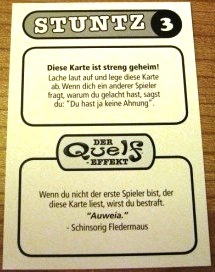 STUNTZ 3
Diese Karte ist streng geheim!
Lache laut auf und lege diese Karte
ab. Wenn dich ein anderer Spieler
fragt, warum du gelacht hast, sagst
du: "Du hast ja keine Ahnung".
DER
QuelS
-EFFEKT
Wenn du nicht der erste Spieler bist, der
diese Karte liest, wirst du bestraft.
"Auweia."
- Schinsorig Fledermaus